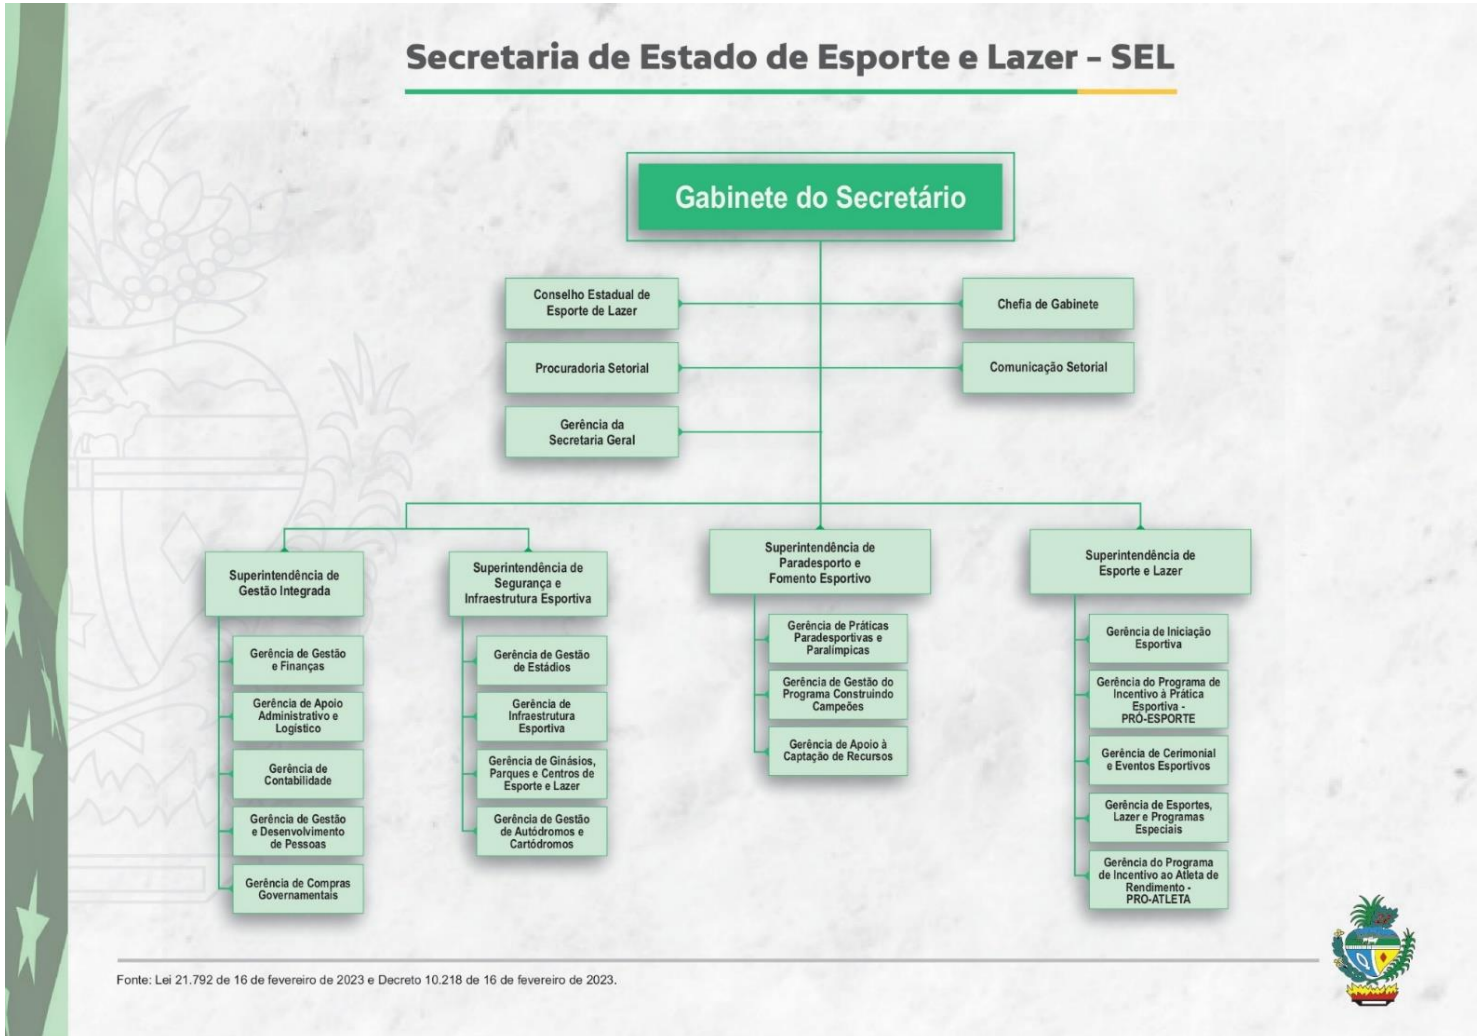 Secretaria de Estado de Esporte e Lazer - SEL
Gabinete do Secretário
Conselho Estadual de
Esporte de Lazer
Chefia de Gabinete
Procuradoria Setorial
Comunicação Setorial
Gerência da
Secretaria Geral
Superintendência de
Gestão Integrada
Gerência de Gestão
e Finanças
Gerência de Apoio
Administrativo e
Logístico
Gerência de
Contabilidade
Gerência de Gestão
e Desenvolvimento
de Pessoas
Gerência de Compras
Governamentais
Superintendência de
Segurança e
Infraestrutura Esportiva
Gerência de Gestão
de Estádios
Gerência de
Infraestrutura
Esportiva
Gerência de Ginásios,
Parques e Centros de
Esporte e Lazer
Gerência de Gestão
de Autódromos e
Cartódromos
Superintendência de
Paradesporto e
Fomento Esportivo
Gerência de Práticas
Paradesportivas e
Paralímpicas
Gerência de Gestão do
Programa Construindo
Campeões
Gerência de Apoio à
Captação de Recursos
Superintendência de
Esporte e Lazer
Gerência de Iniciação
Esportiva
Gerência do Programa de
Incentivo à Prática
Esportiva -
PRÓ-ESPORTE
Gerência de Cerimonial
e Eventos Esportivos
Gerência de Esportes,
Lazer e Programas
Especiais
Gerência do Programa
de Incentivo ao Atleta de
Rendimento -
PRO-ATLETA
Fonte: Lei 21.792 de 16 de fevereiro de 2023 e Decreto 10.218 de 16 de fevereiro de 2023.